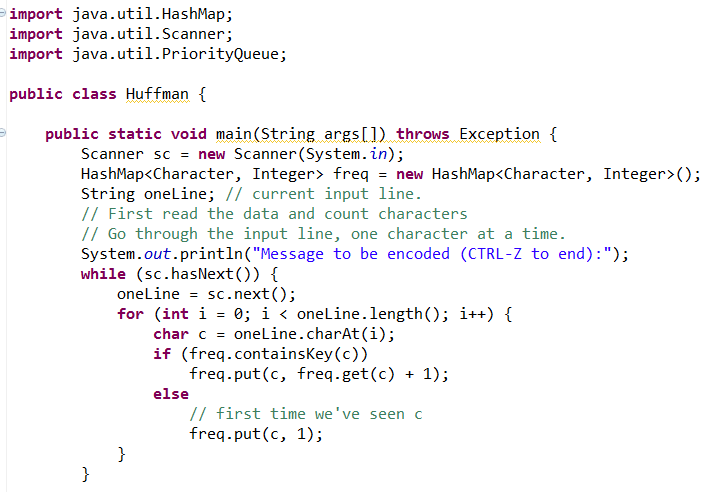 import java.util.HashMap;
import java.util.Scanner;
import java.util.PriorityQueue;
public class Huffman {
public static void main(String args[]) throws Exception {
Scanner sc = new Scanner(System.in);
HashMap<Character, Integer> freq = new HashMap<Character, Integer>();
String oneLine; // current input line.
// First read the data and count characters
// Go through the input line, one character at a time.
System.out.println("Message to be encoded (CTRL-Z to end):");
while (sc.hasNext()) {
oneLine = sc.next();
for (int i = 0; i < oneLine.length(); i++) {
char c = oneLine.charAt(i);
if (freq.containsKey(c))
freq.put(c, freq.get(c) + 1);
else
// first time we've seen c
freq.put(c, 1);
}
}